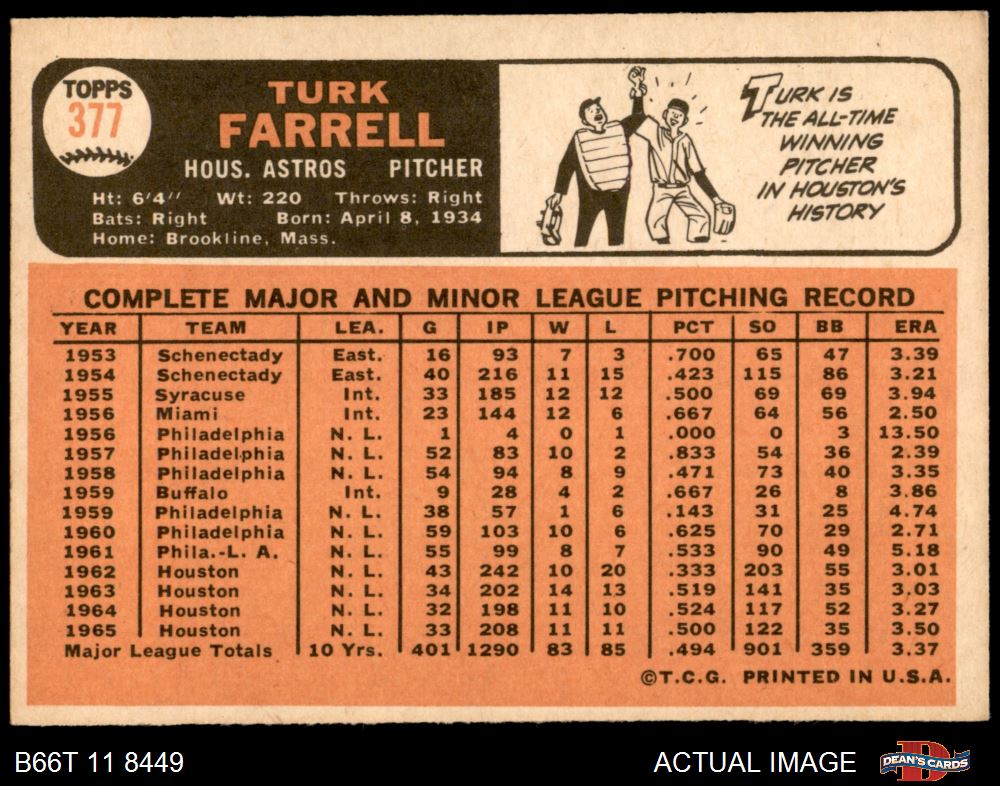 TOPPS
377
TURK
FARRELL
HOUS. ASTROS PITCHER
Ht: 6'4'' Wt: 220 Throws: Right
Bats: Right Born: April 8, 1934
Home: Brookline, Mass.
TURK IS
THE ALL-TIME
WINNING
PITCHER
IN HOUSTON'S
HISTORY
COMPLETE MAJOR AND MINOR LEAGUE PITCHING RECORD
YEAR TEAM LEA. G IP W L PCT SO BB ERA
1953 Schenectady East. 16 93 7 3 .700 65 47 3.39
1954 Schenectady East. 40 216 11 15 .423 115 86 3.21
1955 Syracuse Int. 33 185 12 12 .500 69 69 3.94
1956 Miami Int. 23 144 12 6 .667 64 56 2.50
1956 Philadelphia N. L. 1 4 0 1 .000 0 3 13.50
1957 Philadelphia N. L. 52 83 10 2 .833 54 36 2.39
1958 Philadelphia N. L. 54 94 8 9 .471 73 40 3.35
1959 Buffalo Int. 9 28 4 2 .667 26 8 3.86
1959 Philadelphia N. L. 38 57 1 6 .143 31 25 4.74
1960 Philadelphia N. L. 59 103 10 6 .625 70 29 2.71
1961 Phila.-L. A. N. L. 55 99 8 7 .533 90 49 5.18
1962 Houston N. L. 43 242 10 20 .333 203 55 3.01
1963 Houston N. L. 34 202 14 13 .519 141 35 3.03
1964 Houston N. L. 32 198 11 10 .524 117 52 3.27
1965 Houston N. L. 33 208 11 11 .500 122 35 3.50
Major League Totals 10 Yrs. 401 1290 83 85 .494 901 359 3.37
©T.C.G. PRINTED IN U.S.A.
B66T 11 8449 ACTUAL IMAGE D DEAN'S CARDS